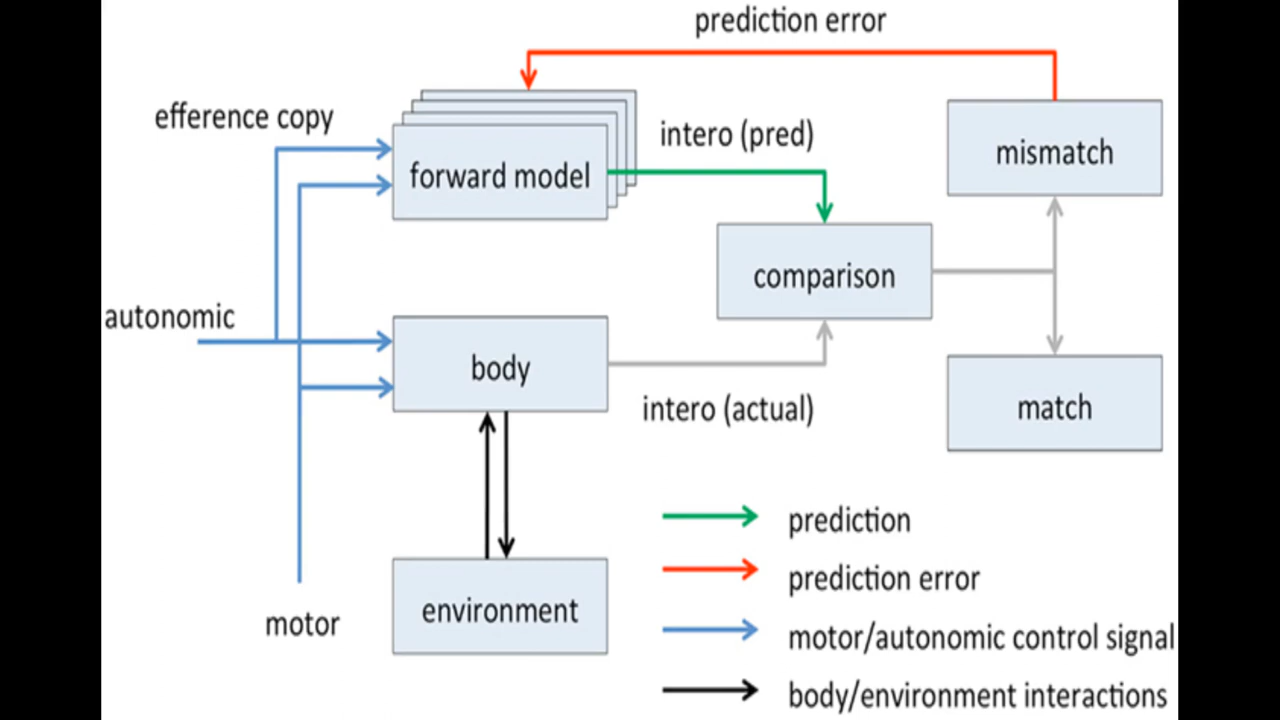 prediction error
efference copy
intero (pred)
forward model
mismatch
comparison
autonomic
body
intero (actual)
match
prediction
prediction error
environment
motor
motor/autonomic control signal
body/environment interactions